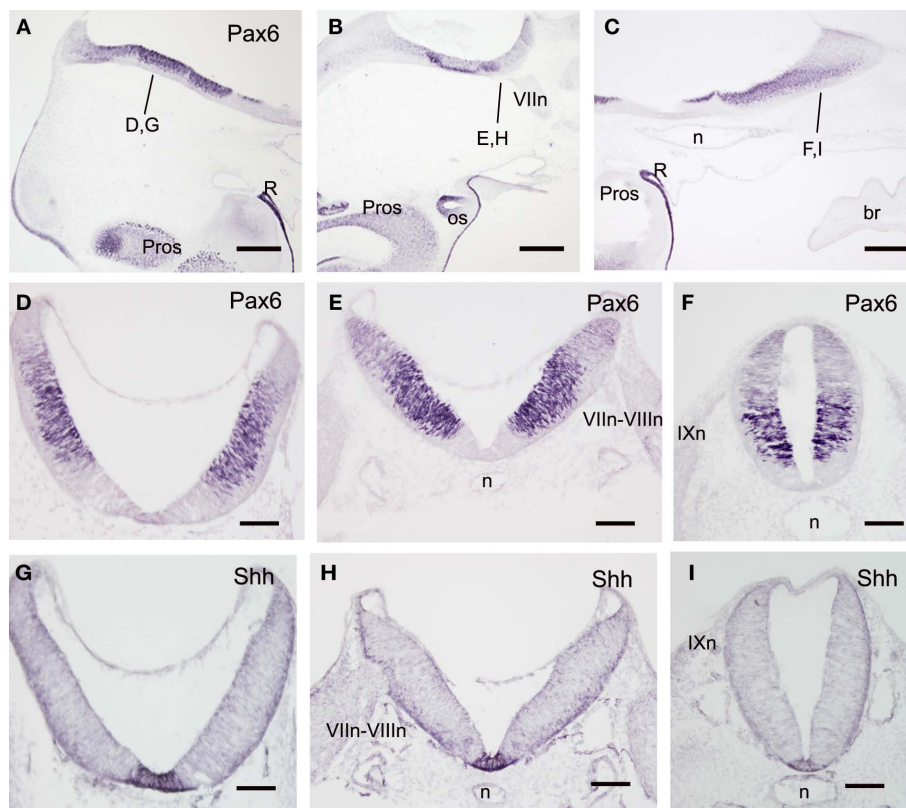 A
Pax6
D,G
R
Pros
B
VIIn
E,H
Pros
os
C
n
F,I
R
Pros
br
D
Pax6
E
Pax6
VIIn-VIIIn
n
F
Pax6
IXn
n
G
Shh
H
Shh
VIIn-VIIIn
n
I
Shh
IXn
n